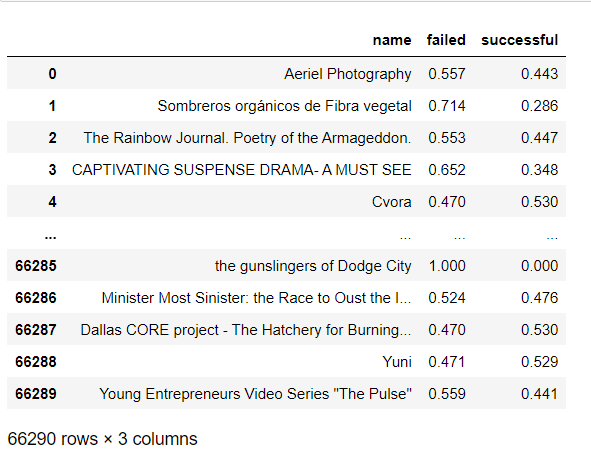 name failed successful
0 Aeriel Photography 0.557 0.443
1 Sombreros orgánicos de Fibra vegetal 0.714 0.286
2 The Rainbow Journal. Poetry of the Armageddon. 0.553 0.447
3 CAPTIVATING SUSPENSE DRAMA- A MUST SEE 0.652 0.348
4 Cvora 0.470 0.530
... ... ... ...
66285 the gunslingers of Dodge City 1.000 0.000
66286 Minister Most Sinister: the Race to Oust the I... 0.524 0.476
66287 Dallas CORE project - The Hatchery for Burning... 0.470 0.530
66288 Yuni 0.471 0.529
66289 Young Entrepreneurs Video Series "The Pulse" 0.559 0.441
66290 rows × 3 columns